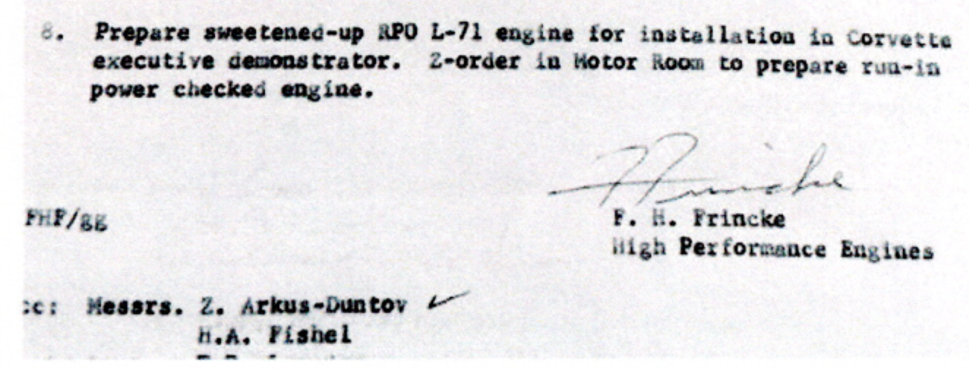 8. Prepare sweetened-up RPO L-71 engine for installation in Corvette
executive demonstrator. Z-order in Motor Room to prepare run-in
power checked engine.
F. H. Frincke
FHF/gg
F. H. Frincke
High Performance Engines
cc: Messrs. Z. Arkus-Duntov ✓
H.A. Fishel